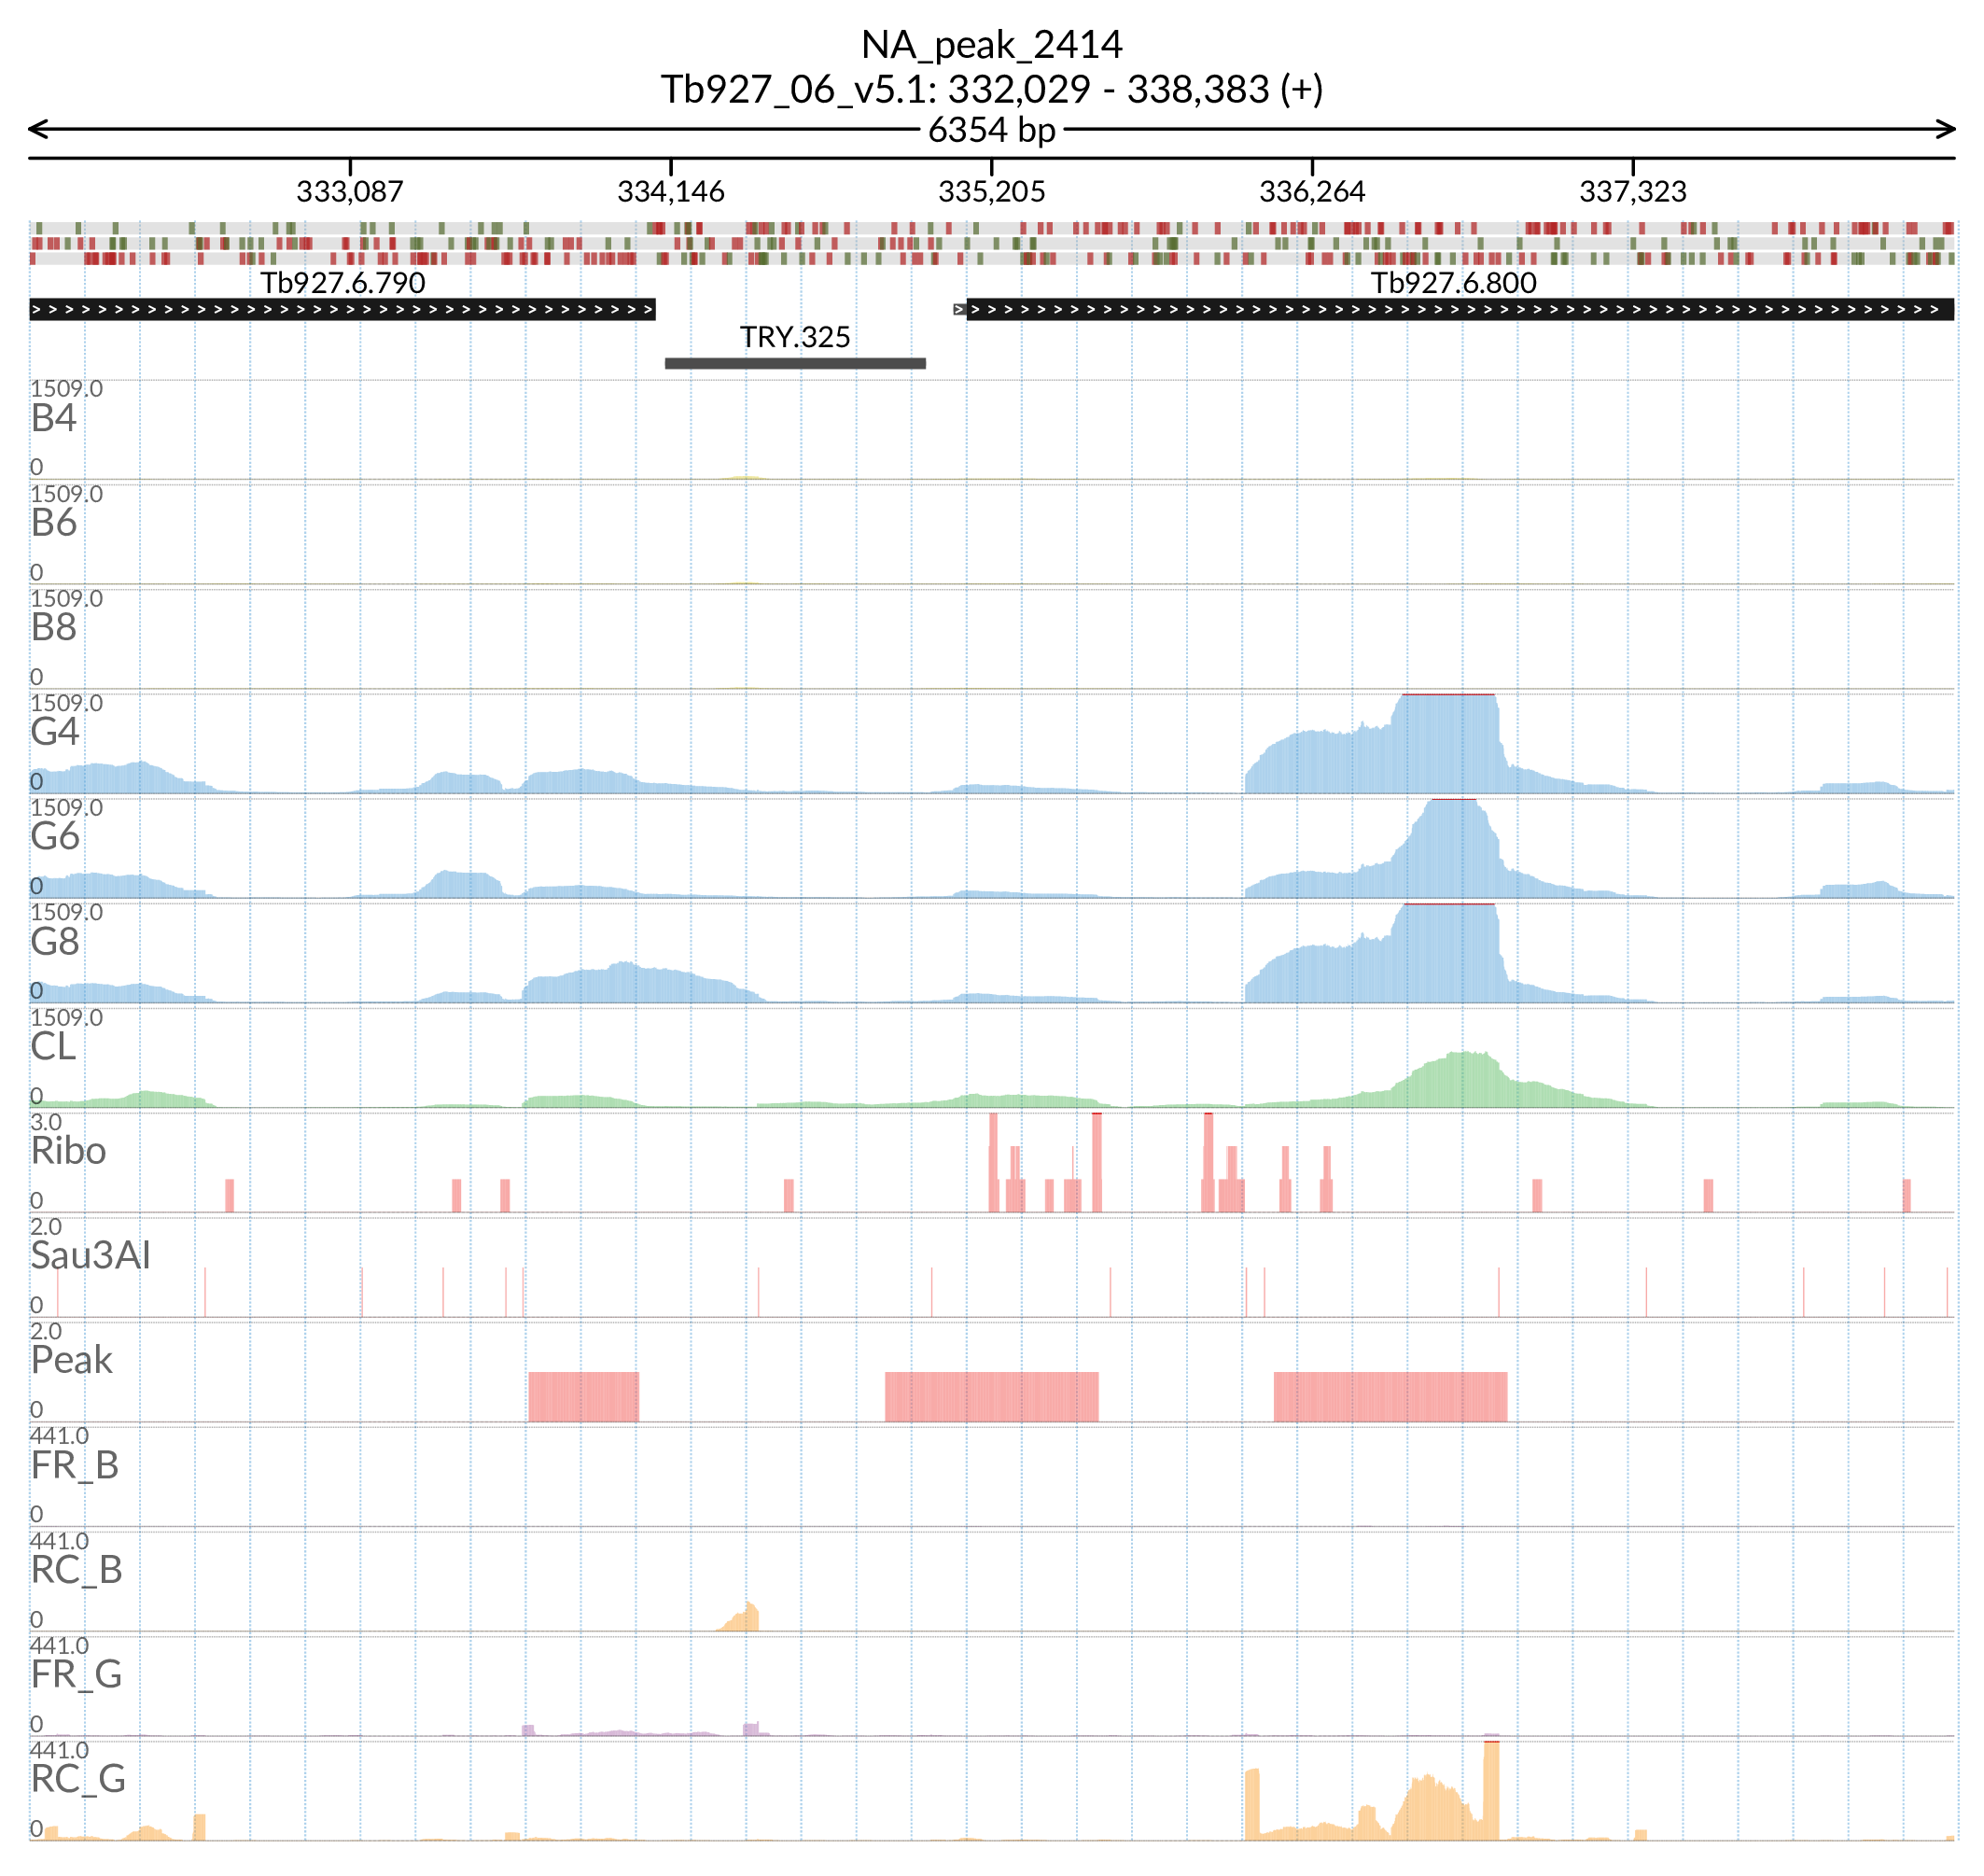 NA_peak_2414
Tb927_06_v5.1: 332,029 - 338,383 (+)
6354 bp
333,087 334,146 335,205 336,264 337,323
Tb927.6.790 Tb927.6.800
TRY.325
1509.0
B4
0
1509.0
B6
0
1509.0
B8
0
1509.0
G4
0
1509.0
G6
0
1509.0
G8
0
1509.0
CL
0
3.0
Ribo
0
2.0
Sau3AI
0
2.0
Peak
0
441.0
FR_B
0
441.0
RC_B
0
441.0
FR_G
0
441.0
RC_G
0